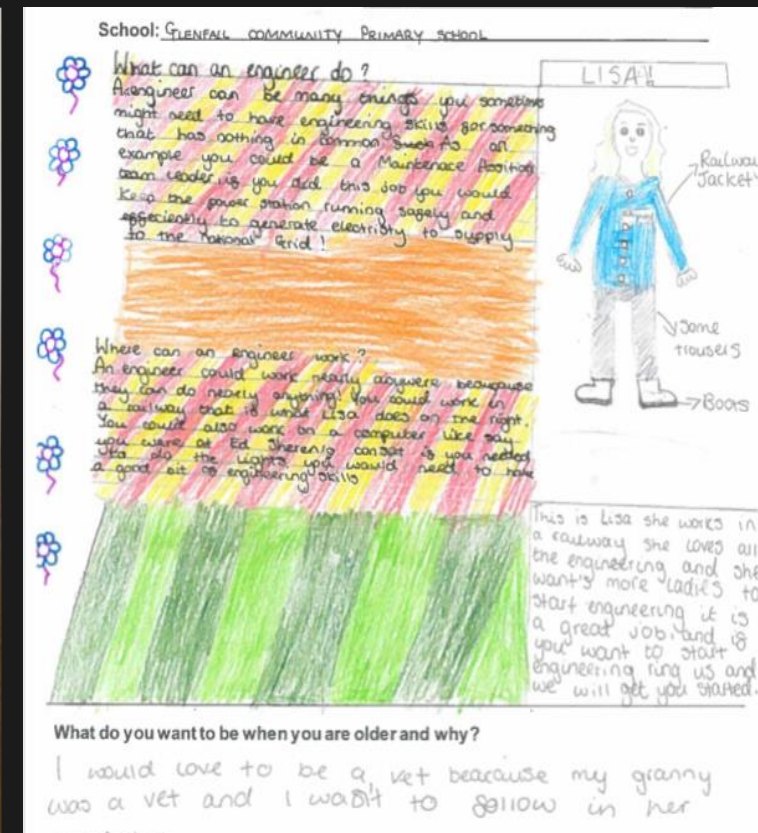 School: GLENFALL COMMUNITY PRIMARY SCHOOL
What can an engineer do?
A engineer can be many things you sometimes
might need to have engineering skills for something
that has nothing in common. Such As an
example you could be a Maintenace Position
team leader if you did this job you would
Keep the power station running safely and
effeciently to generate electristy to supply
to the National Grid!
Where can an engineer work?
An engineer could work nearly anywere beacause
they can do nearly anything! You could work in
a railway that is what Lisa does on the right.
You could also work on a computer like say
you were at Ed Sheren's consat if you needed
to do the lights you would need to have
a good bit of engineering skills
LISA!!
Railway
Jacket
Some
trousers
Boots
This is Lisa she works in
a railway she loves all
the engineering and she
want's more ladies to
start engineering it is
a great job and if
you want to start
engineering ring us and
we will get you started.
What do you want to be when you are older and why?
I would love to be a vet beacause my granny
was a vet and I want to follow in her